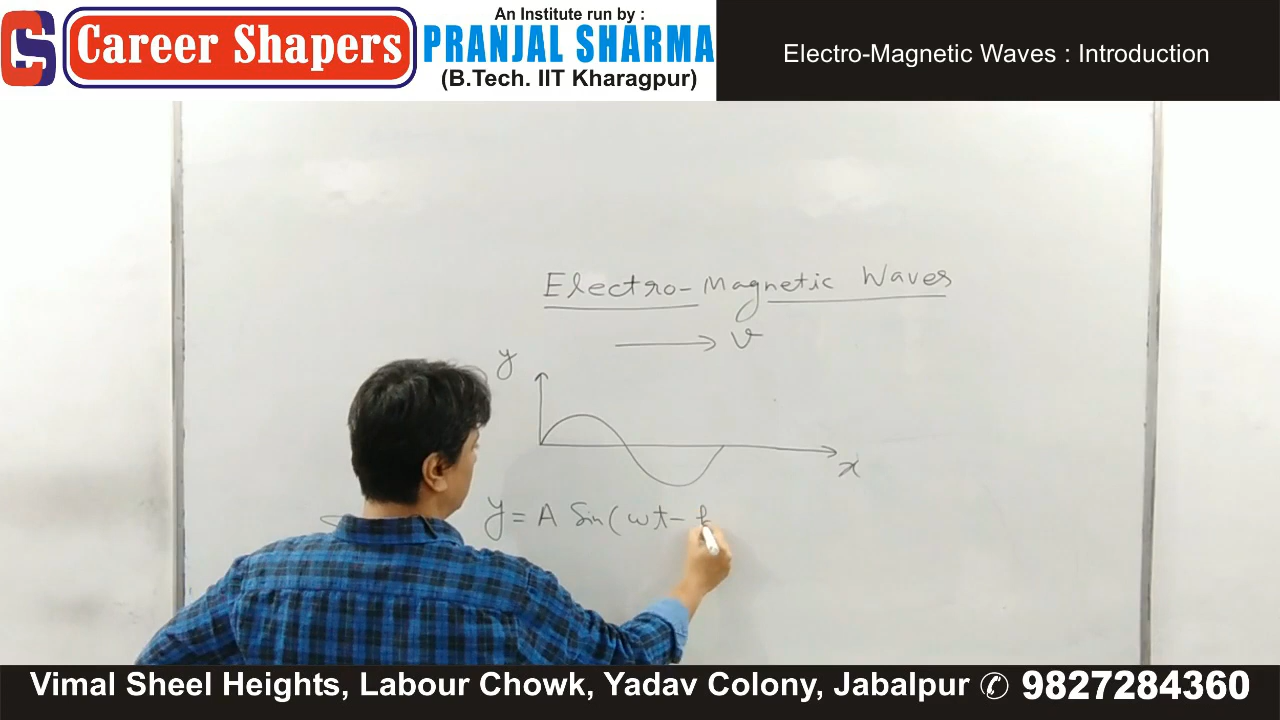 An Institute run by :
Career Shapers
PRANJAL SHARMA
(B.Tech. IIT Kharagpur)
Electro-Magnetic Waves : Introduction
Electro-Magnetic Waves
v
y
x
y = A Sin(ωt - k
Vimal Sheel Heights, Labour Chowk, Yadav Colony, Jabalpur ✆ 9827284360